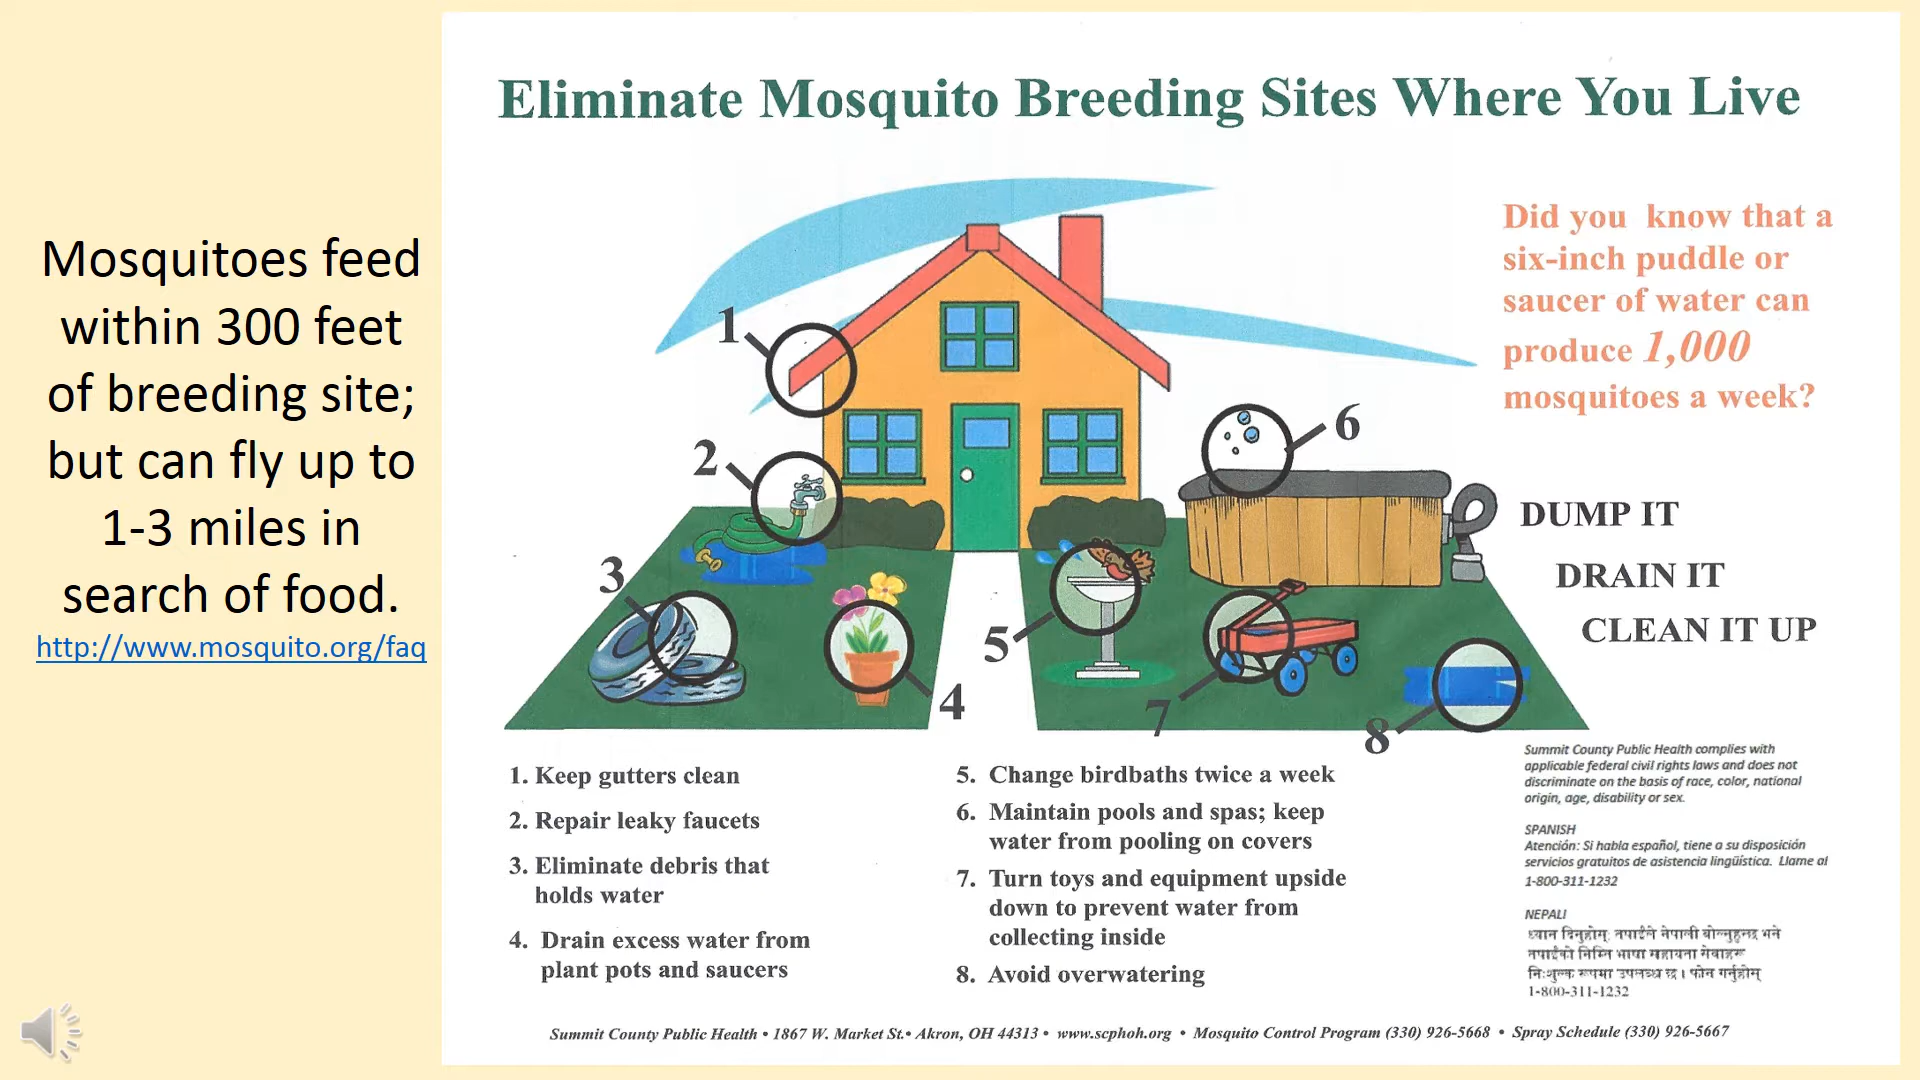 Mosquitoes feed
within 300 feet
of breeding site;
but can fly up to
1-3 miles in
search of food.
http://www.mosquito.org/faq
Eliminate Mosquito Breeding Sites Where You Live
Did you know that a
six-inch puddle or
saucer of water can
produce 1,000
mosquitoes a week?
1
2
3
4
5
6
7
8
DUMP IT
DRAIN IT
CLEAN IT UP
1. Keep gutters clean
2. Repair leaky faucets
3. Eliminate debris that
holds water
4. Drain excess water from
plant pots and saucers
5. Change birdbaths twice a week
6. Maintain pools and spas; keep
water from pooling on covers
7. Turn toys and equipment upside
down to prevent water from
collecting inside
8. Avoid overwatering
Summit County Public Health complies with
applicable federal civil rights laws and does not
discriminate on the basis of race, color, national
origin, age, disability or sex.
SPANISH
Atención: Si habla español, tiene a su disposición
servicios gratuitos de asistencia lingüística. Llame al
1-800-311-1232
NEPALI
ध्यान दिनुहोस्: तपाईंले नेपाली बोल्नुहुन्छ भने
तपाईंको निम्ति भाषा सहायता सेवाहरू
निःशुल्क रूपमा उपलब्ध छ । फोन गर्नुहोस्
1-800-311-1232
Summit County Public Health • 1867 W. Market St.• Akron, OH 44313 • www.scphoh.org • Mosquito Control Program (330) 926-5668 • Spray Schedule (330) 926-5667